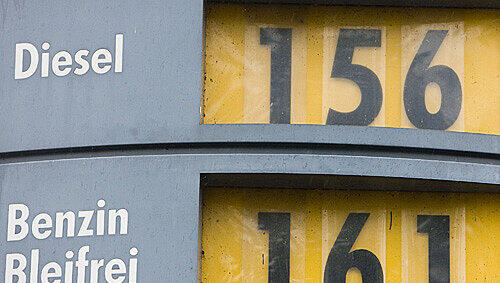 Diesel 156
Benzin
Bleifrei 161